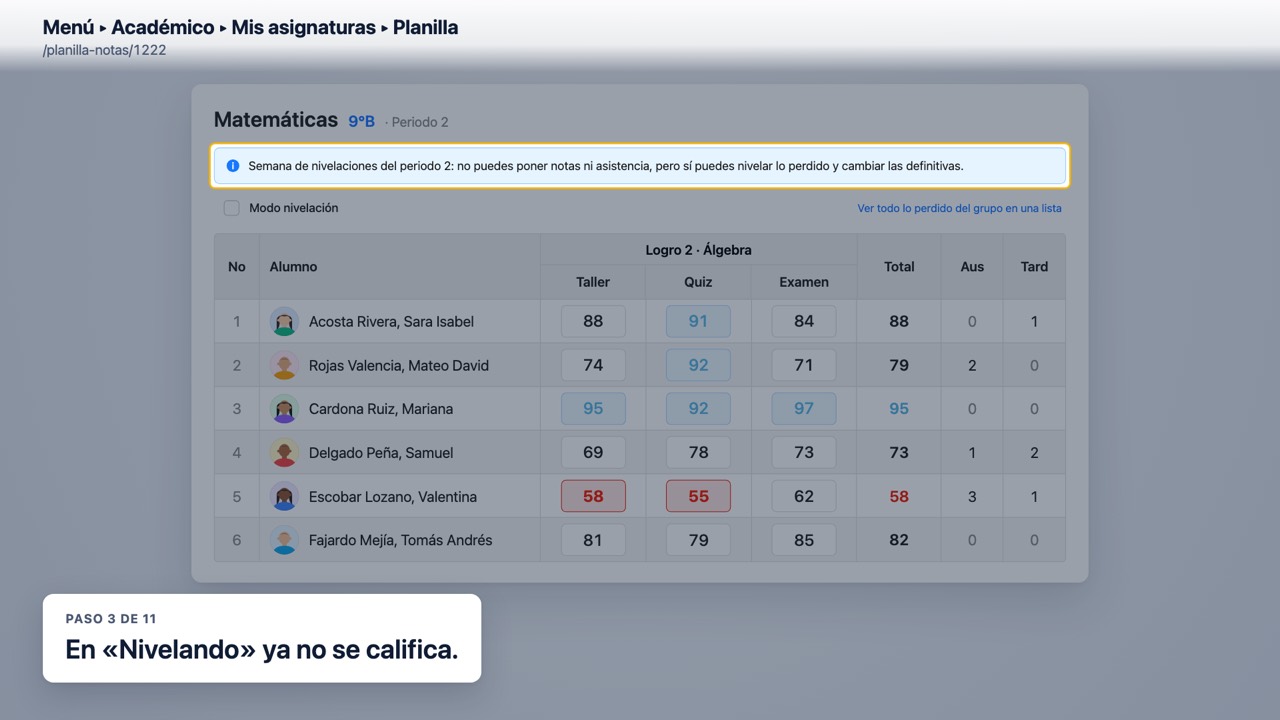 Menú ▸ Académico ▸ Mis asignaturas ▸ Planilla
/planilla-notas/1222
Matemáticas 9°B · Periodo 2
Semana de nivelaciones del periodo 2: no puedes poner notas ni asistencia, pero sí puedes nivelar lo perdido y cambiar las definitivas.
Modo nivelación Ver todo lo perdido del grupo en una lista
No Alumno Logro 2 · Álgebra Total Aus Tard
Taller Quiz Examen
1 Acosta Rivera, Sara Isabel 88 91 84 88 0 1
2 Rojas Valencia, Mateo David 74 92 71 79 2 0
3 Cardona Ruiz, Mariana 95 92 97 95 0 0
4 Delgado Peña, Samuel 69 78 73 73 1 2
5 Escobar Lozano, Valentina 58 55 62 58 3 1
6 Fajardo Mejía, Tomás Andrés 81 79 85 82 0 0
PASO 3 DE 11
En «Nivelando» ya no se califica.